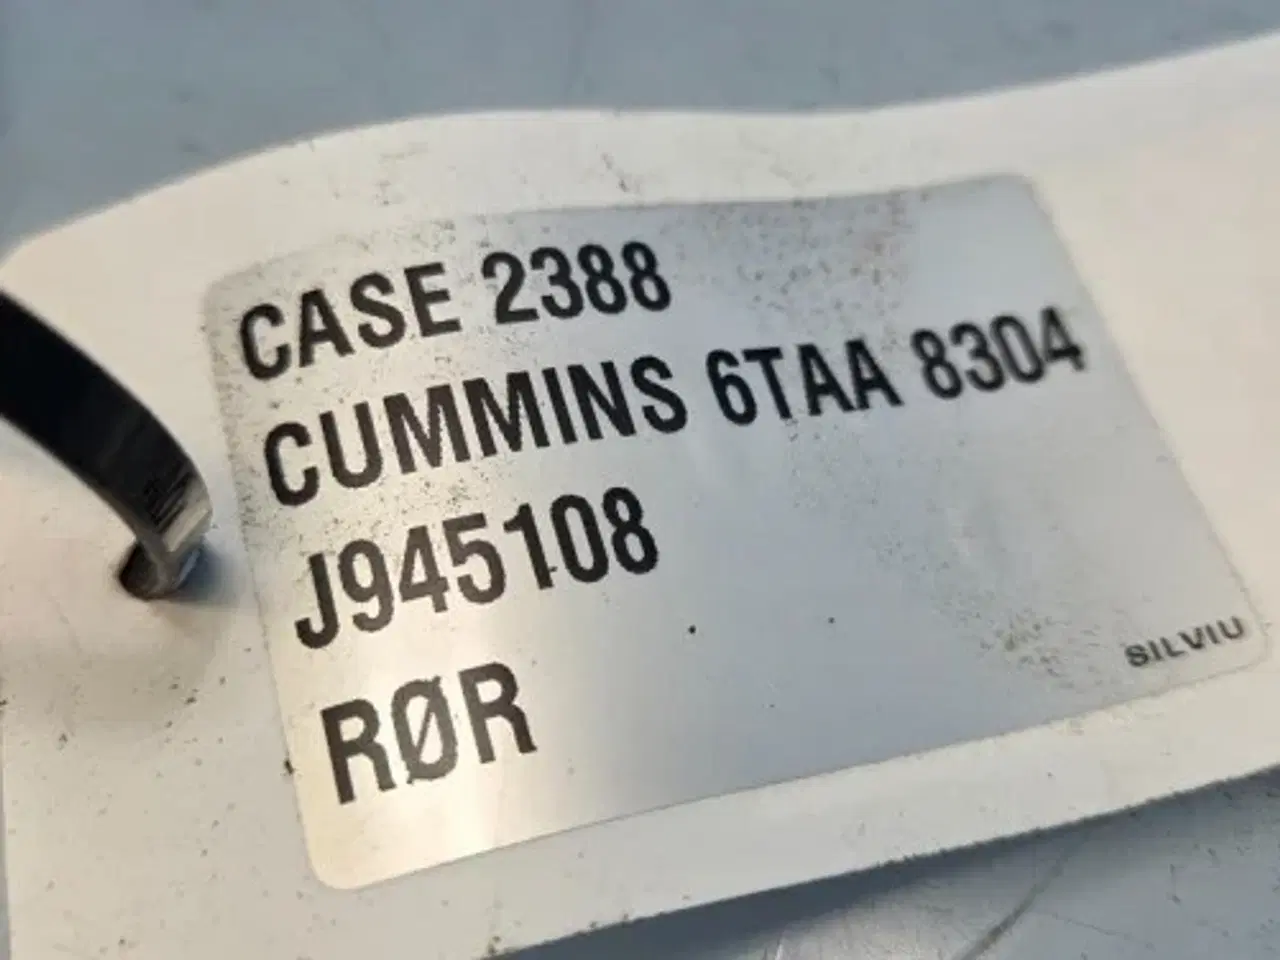 CASE 2388
CUMMINS 6TAA 8304
J945108
RØR
SILVIU